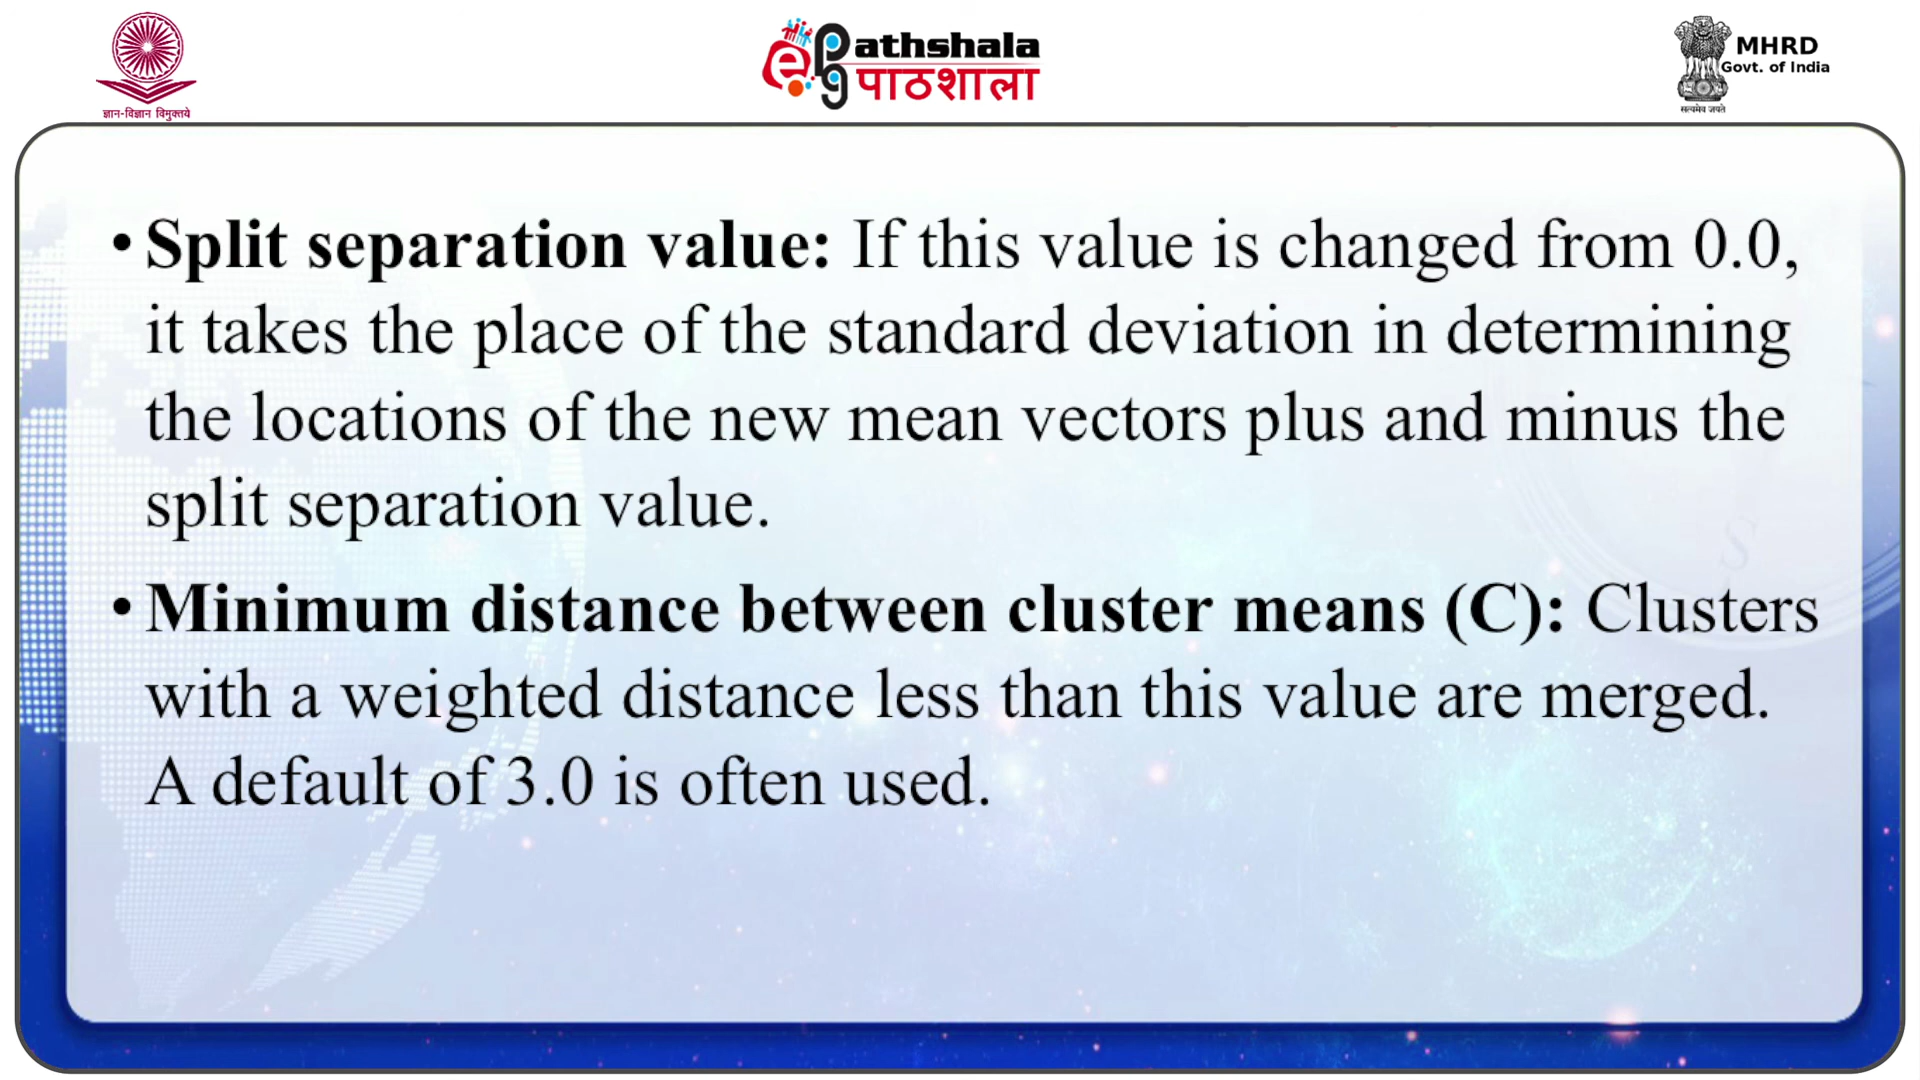 ज्ञान-विज्ञान विमुक्तये
ePG Pathshala
पाठशाला
MHRD
Govt. of India
सत्यमेव जयते
• Split separation value: If this value is changed from 0.0,
it takes the place of the standard deviation in determining
the locations of the new mean vectors plus and minus the
split separation value.
• Minimum distance between cluster means (C): Clusters
with a weighted distance less than this value are merged.
A default of 3.0 is often used.